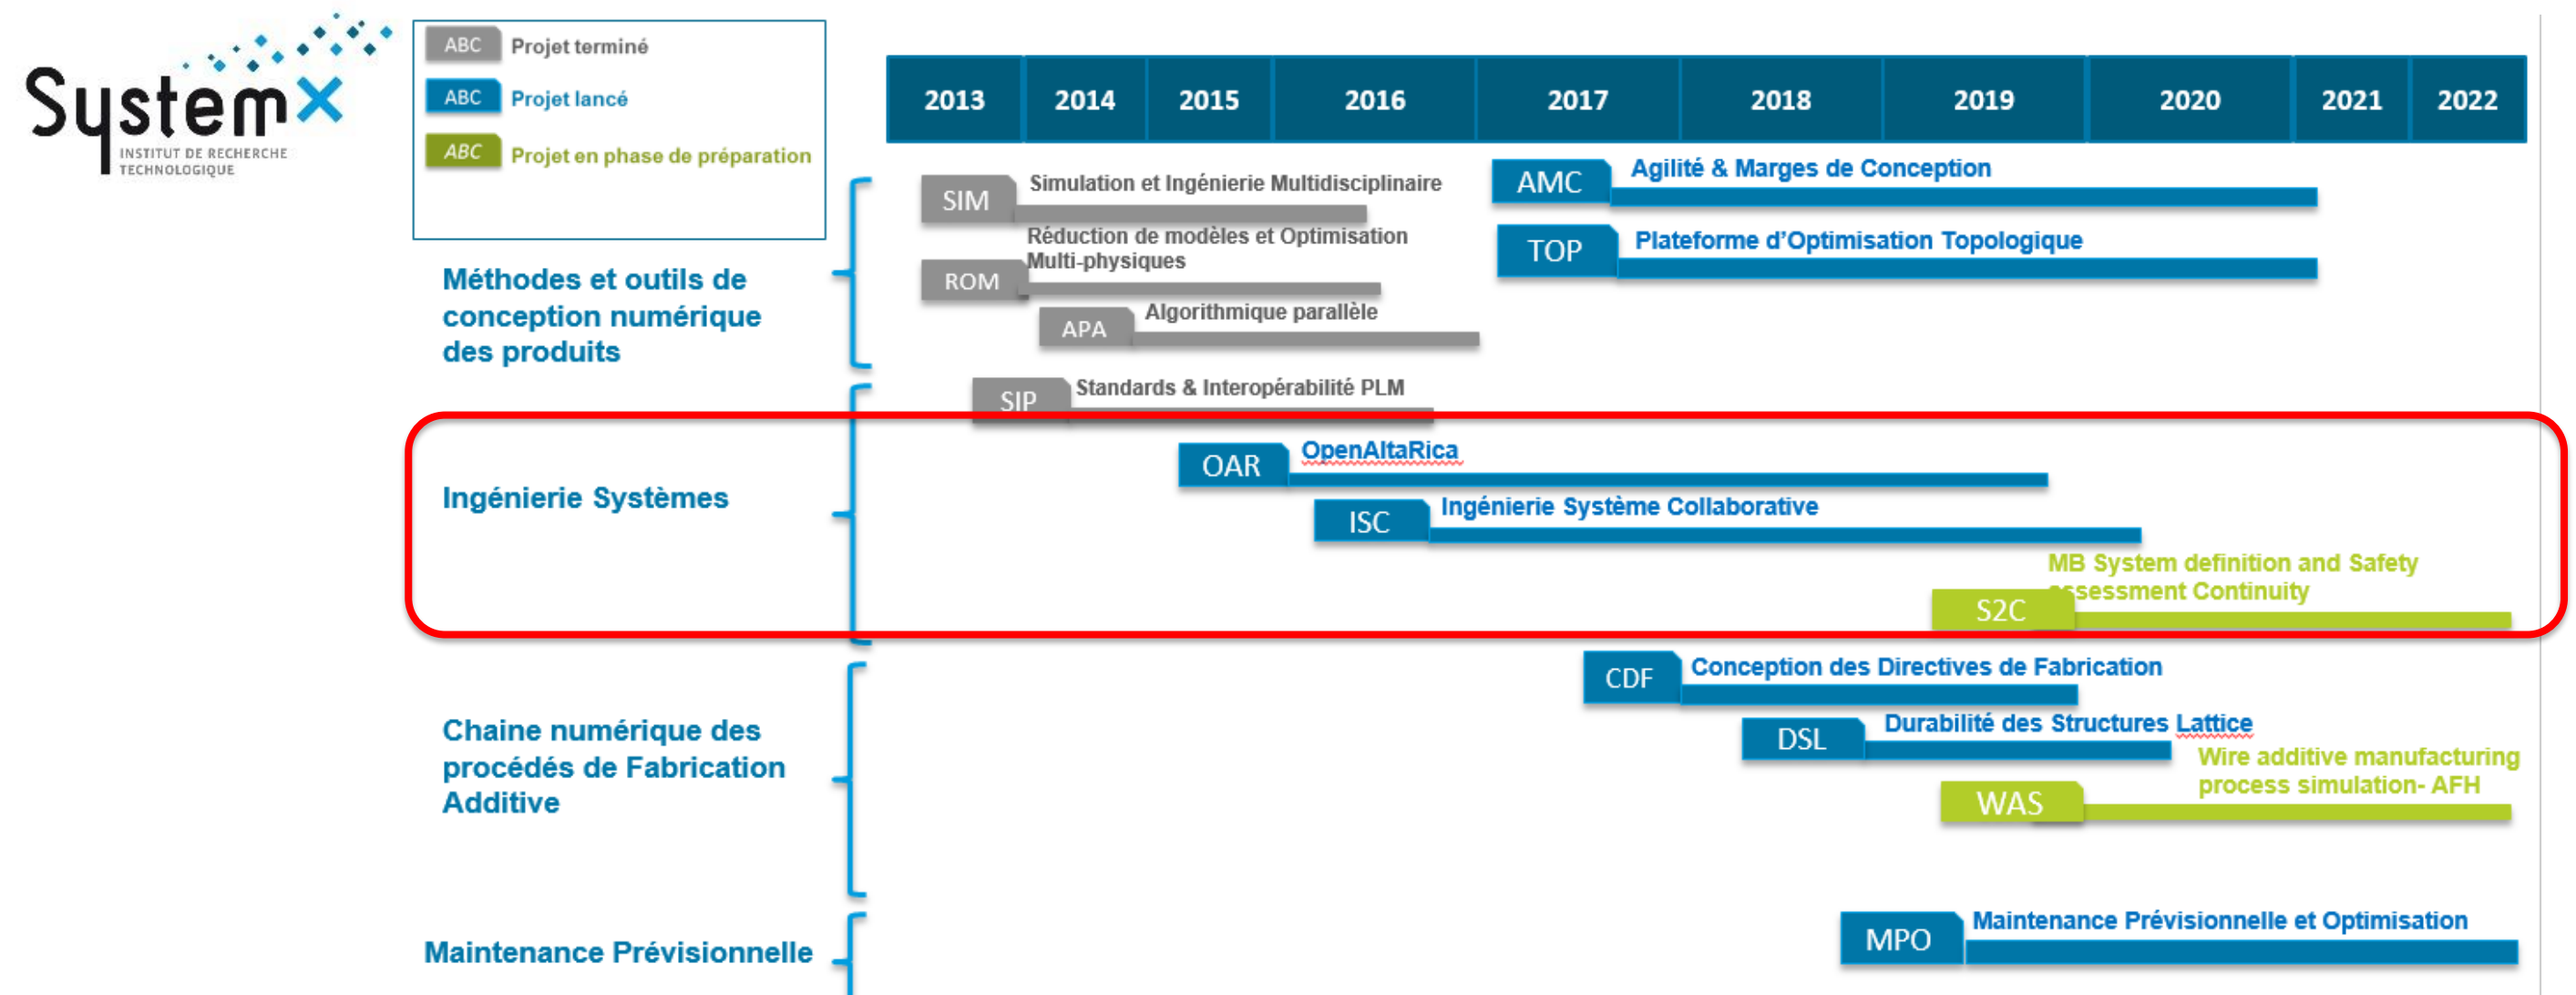 SystemX
INSTITUT DE RECHERCHE
TECHNOLOGIQUE
ABC Projet terminé
ABC Projet lancé
ABC Projet en phase de préparation
2013 2014 2015 2016 2017 2018 2019 2020 2021 2022
Méthodes et outils de
conception numérique
des produits
SIM Simulation et Ingénierie Multidisciplinaire
AMC Agilité & Marges de Conception
Réduction de modèles et Optimisation
Multi-physiques
ROM
TOP Plateforme d'Optimisation Topologique
APA Algorithmique parallèle
SIP Standards & Interopérabilité PLM
Ingénierie Systèmes
OAR OpenAltaRica
ISC Ingénierie Système Collaborative
MB System definition and Safety
assessment Continuity
S2C
Chaine numérique des
procédés de Fabrication
Additive
CDF Conception des Directives de Fabrication
DSL Durabilité des Structures Lattice
Wire additive manufacturing
process simulation- AFH
WAS
Maintenance Prévisionnelle
MPO Maintenance Prévisionnelle et Optimisation